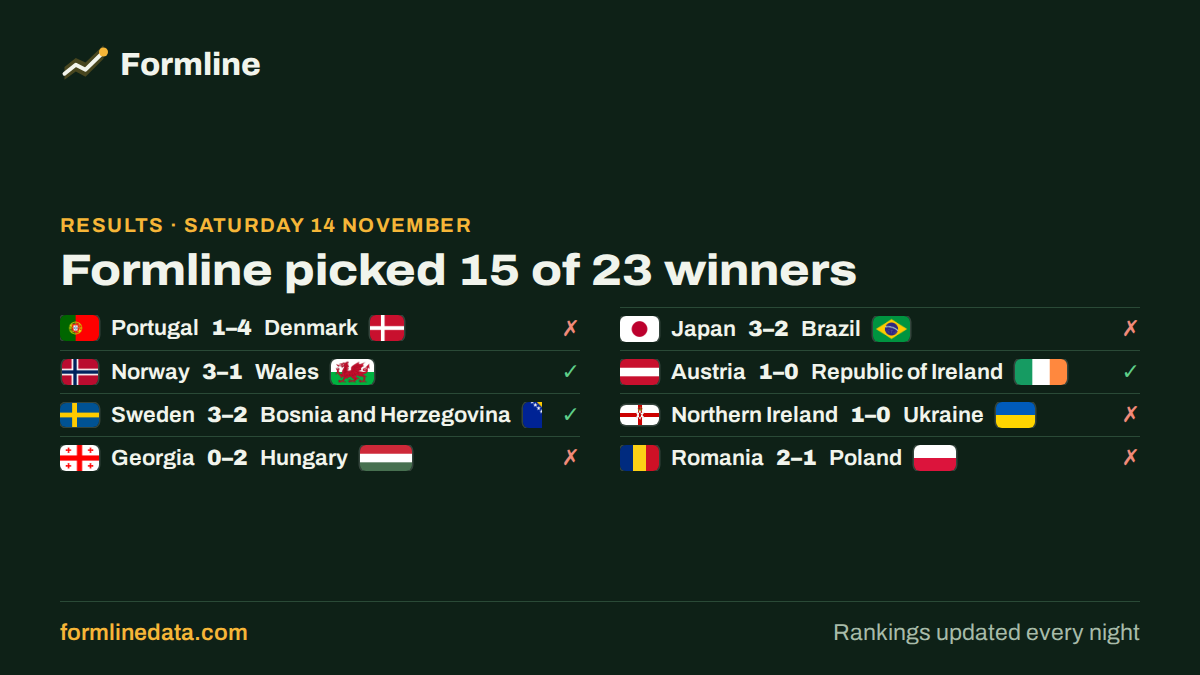 Formline
RESULTS · SATURDAY 14 NOVEMBER
Formline picked 15 of 23 winners
Portugal 1–4 Denmark ✗
Norway 3–1 Wales ✓
Sweden 3–2 Bosnia and Herzegovina ✓
Georgia 0–2 Hungary ✗
Japan 3–2 Brazil ✗
Austria 1–0 Republic of Ireland ✓
Northern Ireland 1–0 Ukraine ✗
Romania 2–1 Poland ✗
formlinedata.com
Rankings updated every night